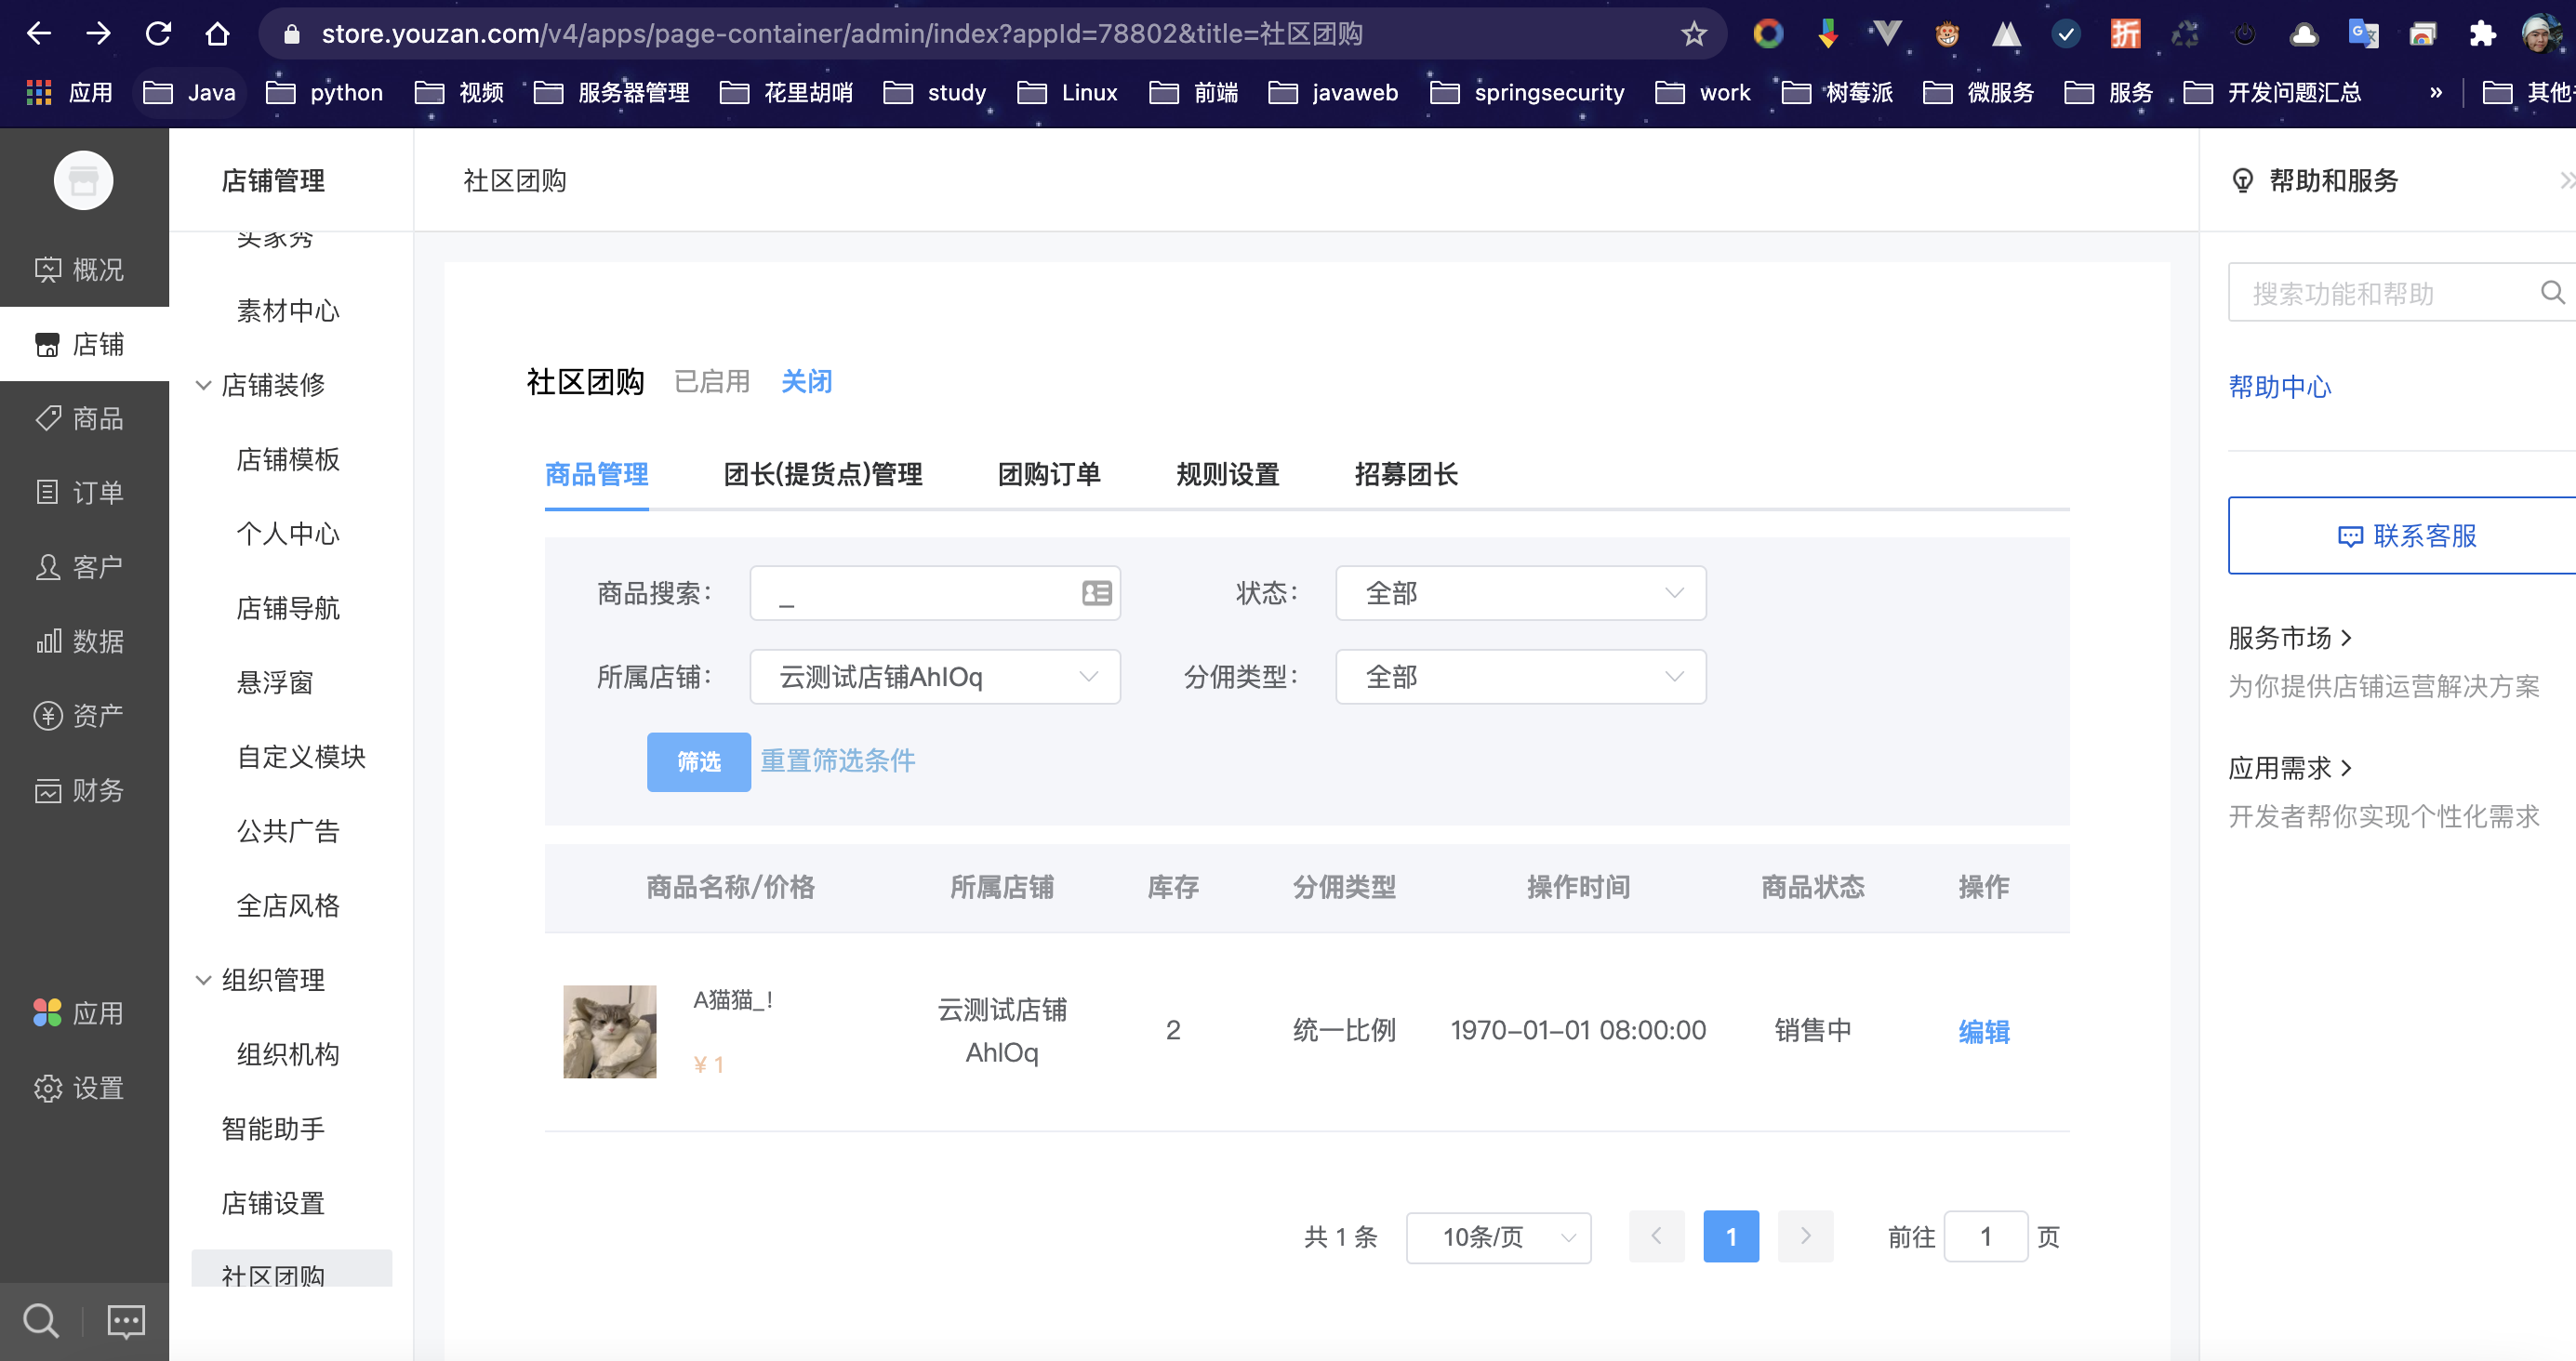 store.youzan.com/v4/apps/page-container/admin/index?appId=78802&title=社区团购
应用 Java python 视频 服务器管理 花里胡哨 study Linux 前端 javaweb springsecurity work 树莓派 微服务 服务 开发问题汇总 »
概况
店铺
商品
订单
客户
数据
资产
财务
应用
设置
店铺管理
买家秀
素材中心
店铺装修
店铺模板
个人中心
店铺导航
悬浮窗
自定义模块
公共广告
全店风格
组织管理
组织机构
智能助手
店铺设置
社区团购
社区团购
社区团购 已启用 关闭
商品管理 团长(提货点)管理 团购订单 规则设置 招募团长
商品搜索: _ 状态: 全部
所属店铺: 云测试店铺AhlOq 分佣类型: 全部
筛选 重置筛选条件
商品名称/价格 所属店铺 库存 分佣类型 操作时间 商品状态 操作
A猫猫_!
¥ 1
云测试店铺
AhlOq
2 统一比例 1970-01-01 08:00:00 销售中 编辑
共 1 条 10条/页 1 前往 1 页
帮助和服务
搜索功能和帮助
帮助中心
联系客服
服务市场
为你提供店铺运营解决方案
应用需求
开发者帮你实现个性化需求